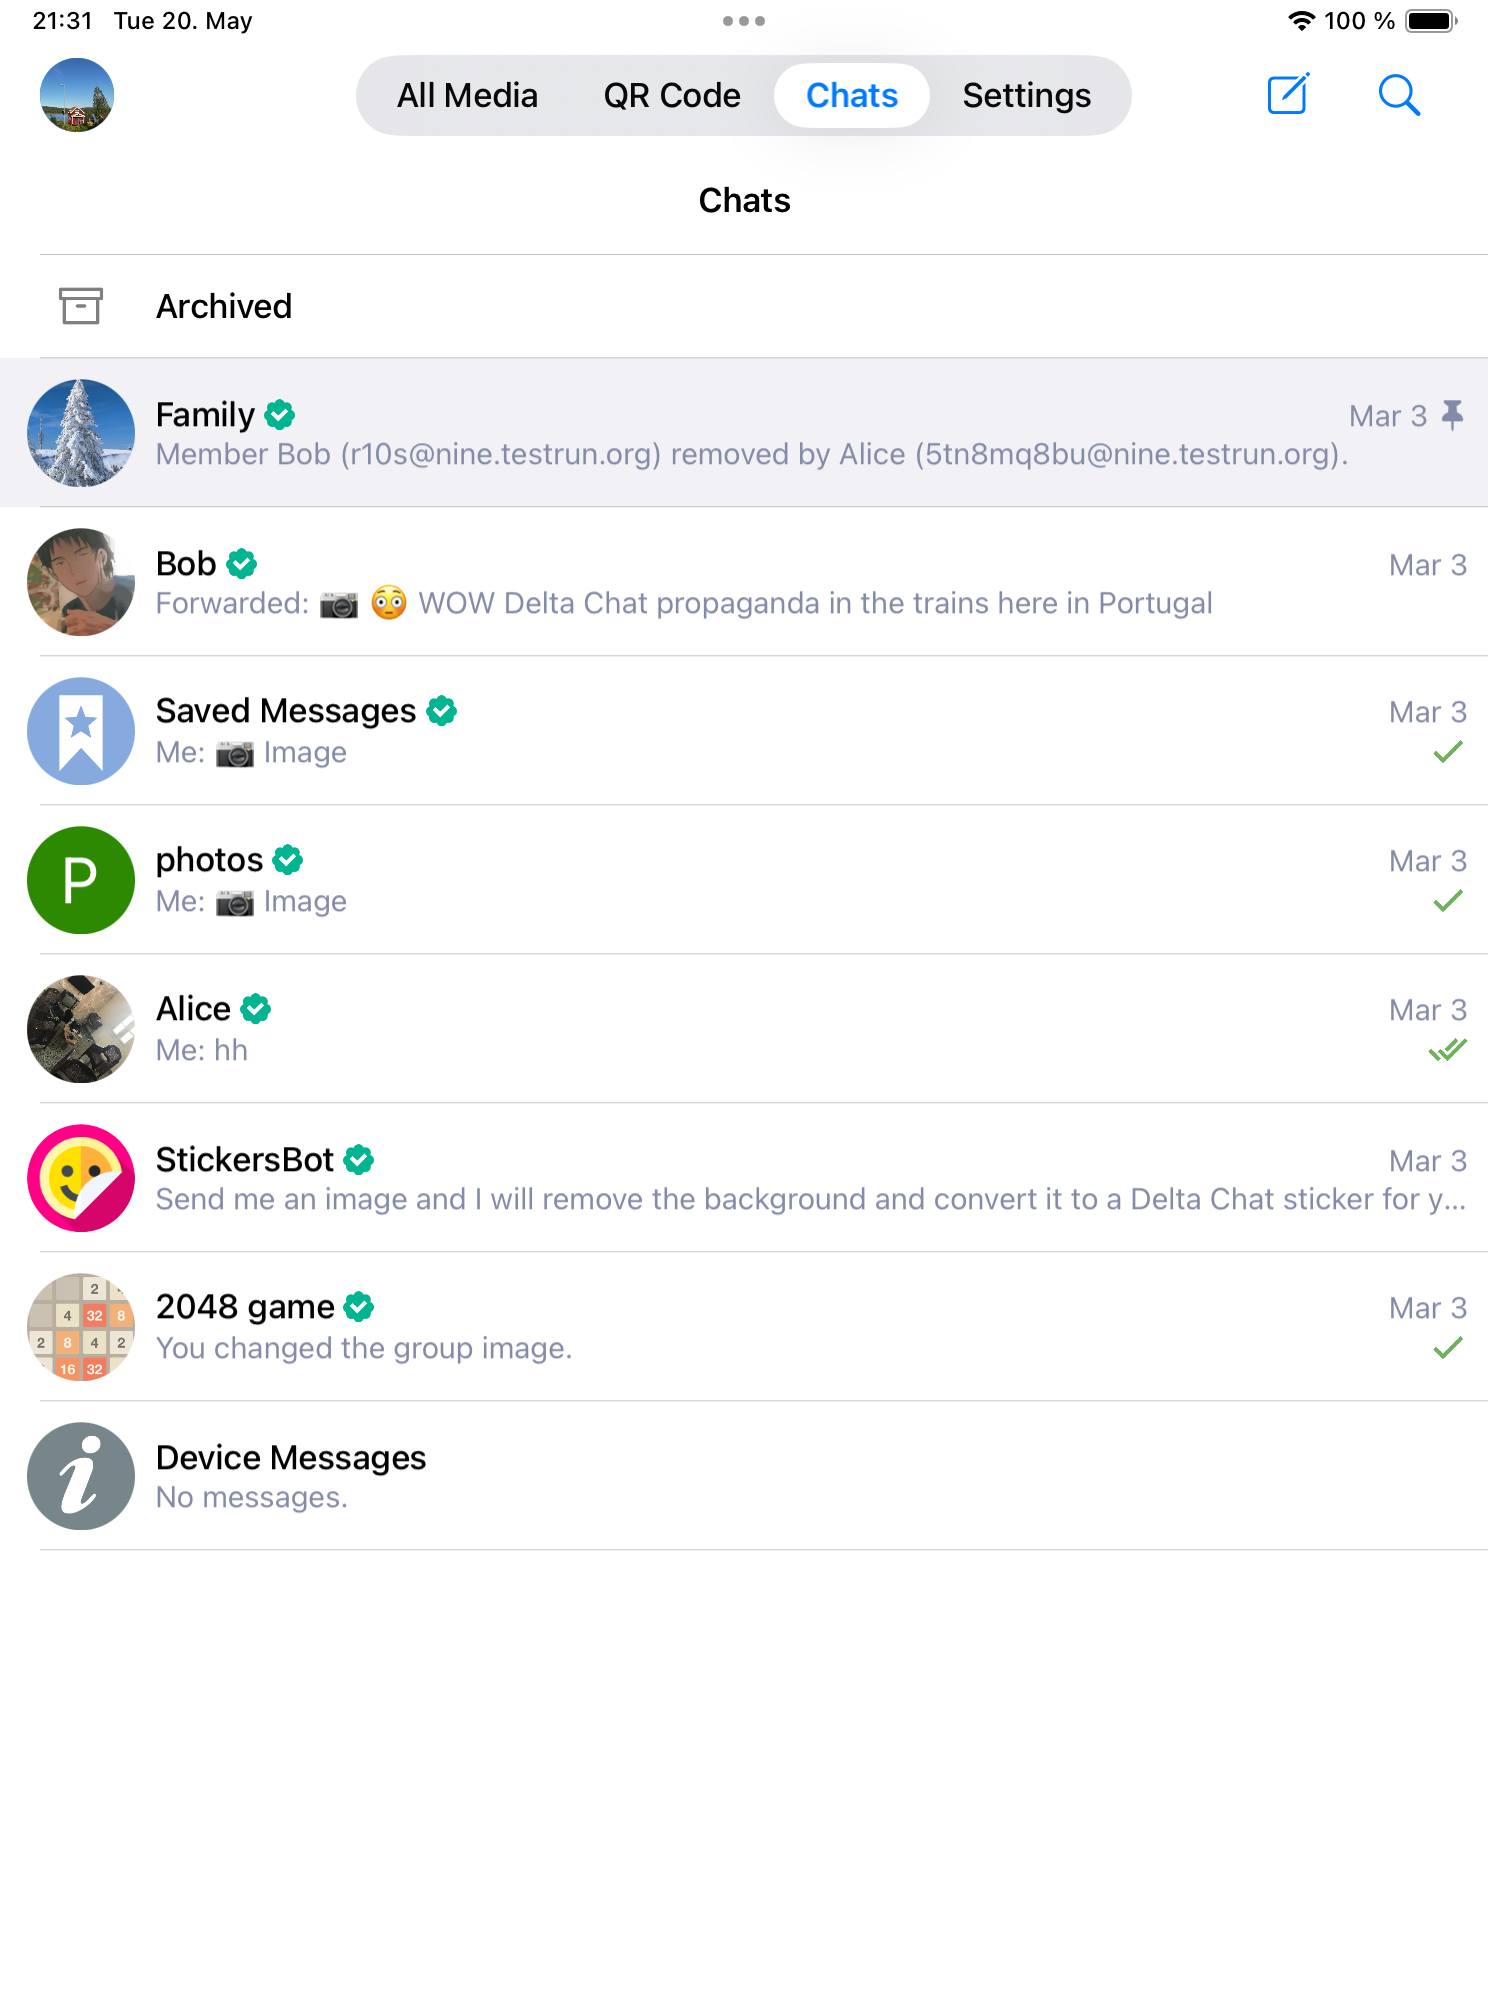 21:31 Tue 20. May
100 %
All Media
QR Code
Chats
Settings
Chats
Archived
Family
Mar 3
Member Bob (r10s@nine.testrun.org) removed by Alice (5tn8mq8bu@nine.testrun.org).
Bob
Mar 3
Forwarded: 📷 😳 WOW Delta Chat propaganda in the trains here in Portugal
Saved Messages
Mar 3
Me: 📷 Image
P
photos
Mar 3
Me: 📷 Image
Alice
Mar 3
Me: hh
StickersBot
Mar 3
Send me an image and I will remove the background and convert it to a Delta Chat sticker for y...
2
4 32 8
2 8 4 2
16 32
2048 game
Mar 3
You changed the group image.
i
Device Messages
No messages.